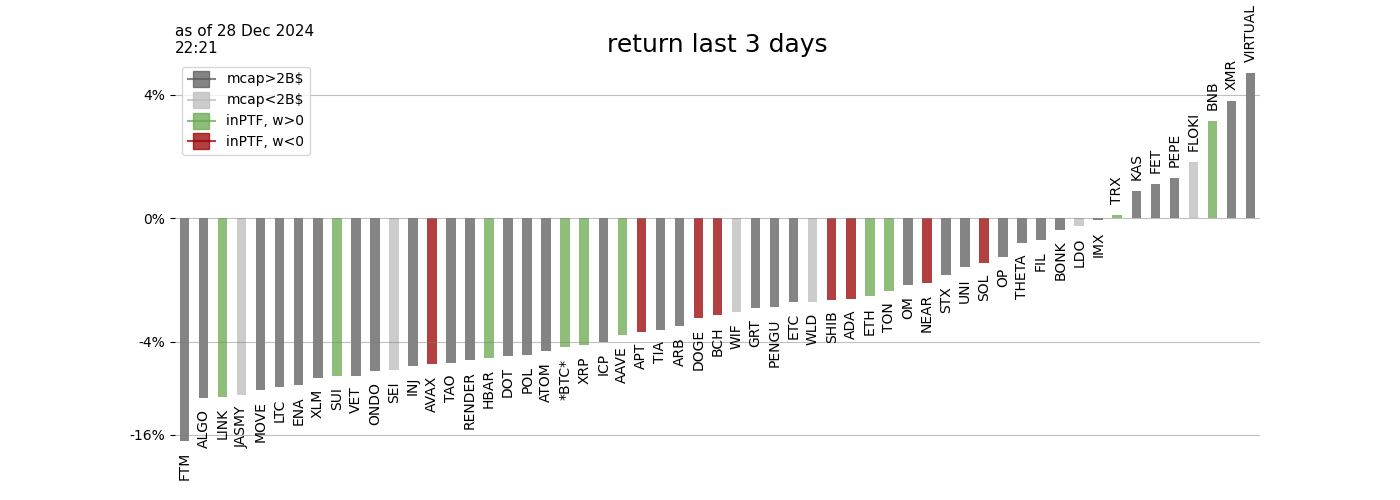 as of 28 Dec 2024
22:21
return last 3 days
mcap>2B$
mcap<2B$
inPTF, w>0
inPTF, w<0
4%
0%
-4%
-16%
FTM
ALGO
LINK
JASMY
MOVE
LTC
ENA
XLM
SUI
VET
ONDO
SEI
INJ
AVAX
TAO
RENDER
HBAR
DOT
POL
ATOM
*BTC*
XRP
ICP
AAVE
APT
TIA
ARB
DOGE
BCH
WIF
GRT
PENGU
ETC
WLD
SHIB
ADA
ETH
TON
OM
NEAR
STX
UNI
SOL
OP
THETA
FIL
BONK
LDO
IMX
TRX
KAS
FET
PEPE
FLOKI
BNB
XMR
VIRTUAL